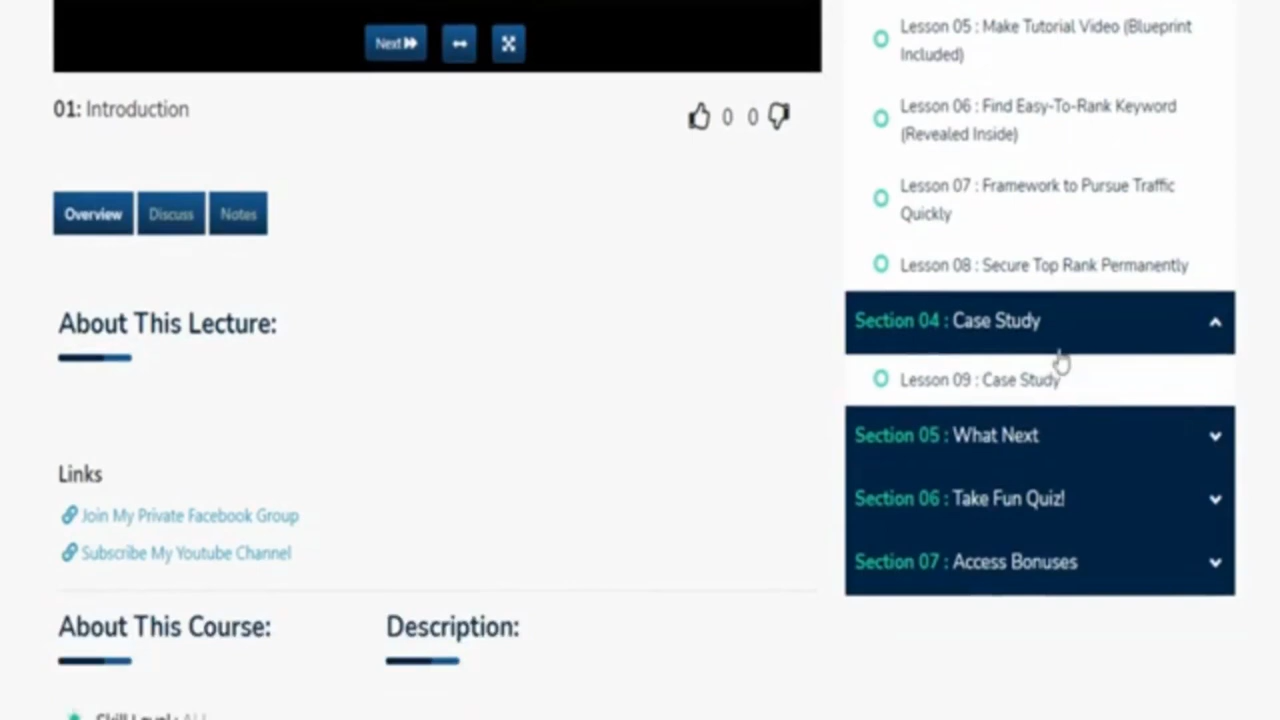 Next
01: Introduction
0 0
Overview
Discuss
Notes
About This Lecture:
Links
Join My Private Facebook Group
Subscribe My Youtube Channel
About This Course:
Description:
Skill Level : ALL
Lesson 05 : Make Tutorial Video (Blueprint
Included)
Lesson 06 : Find Easy-To-Rank Keyword
(Revealed Inside)
Lesson 07 : Framework to Pursue Traffic
Quickly
Lesson 08 : Secure Top Rank Permanently
Section 04 : Case Study
Lesson 09 : Case Study
Section 05 : What Next
Section 06 : Take Fun Quiz!
Section 07 : Access Bonuses